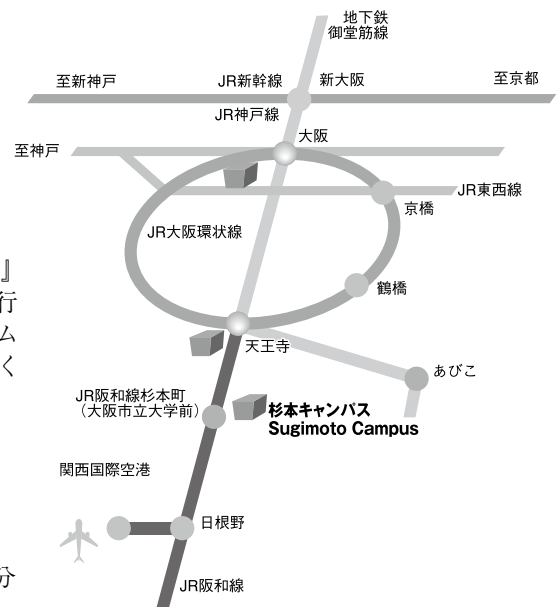 地下鉄
御堂筋線
至新神戸
JR新幹線
新大阪
至京都
JR神戸線
大阪
至神戸
JR東西線
京橋
JR大阪環状線
鶴橋
天王寺
あびこ
JR阪和線杉本町
(大阪市立大学前)
杉本キャンパス
Sugimoto Campus
関西国際空港
日根野
JR阪和線
』
行
ム
く
分